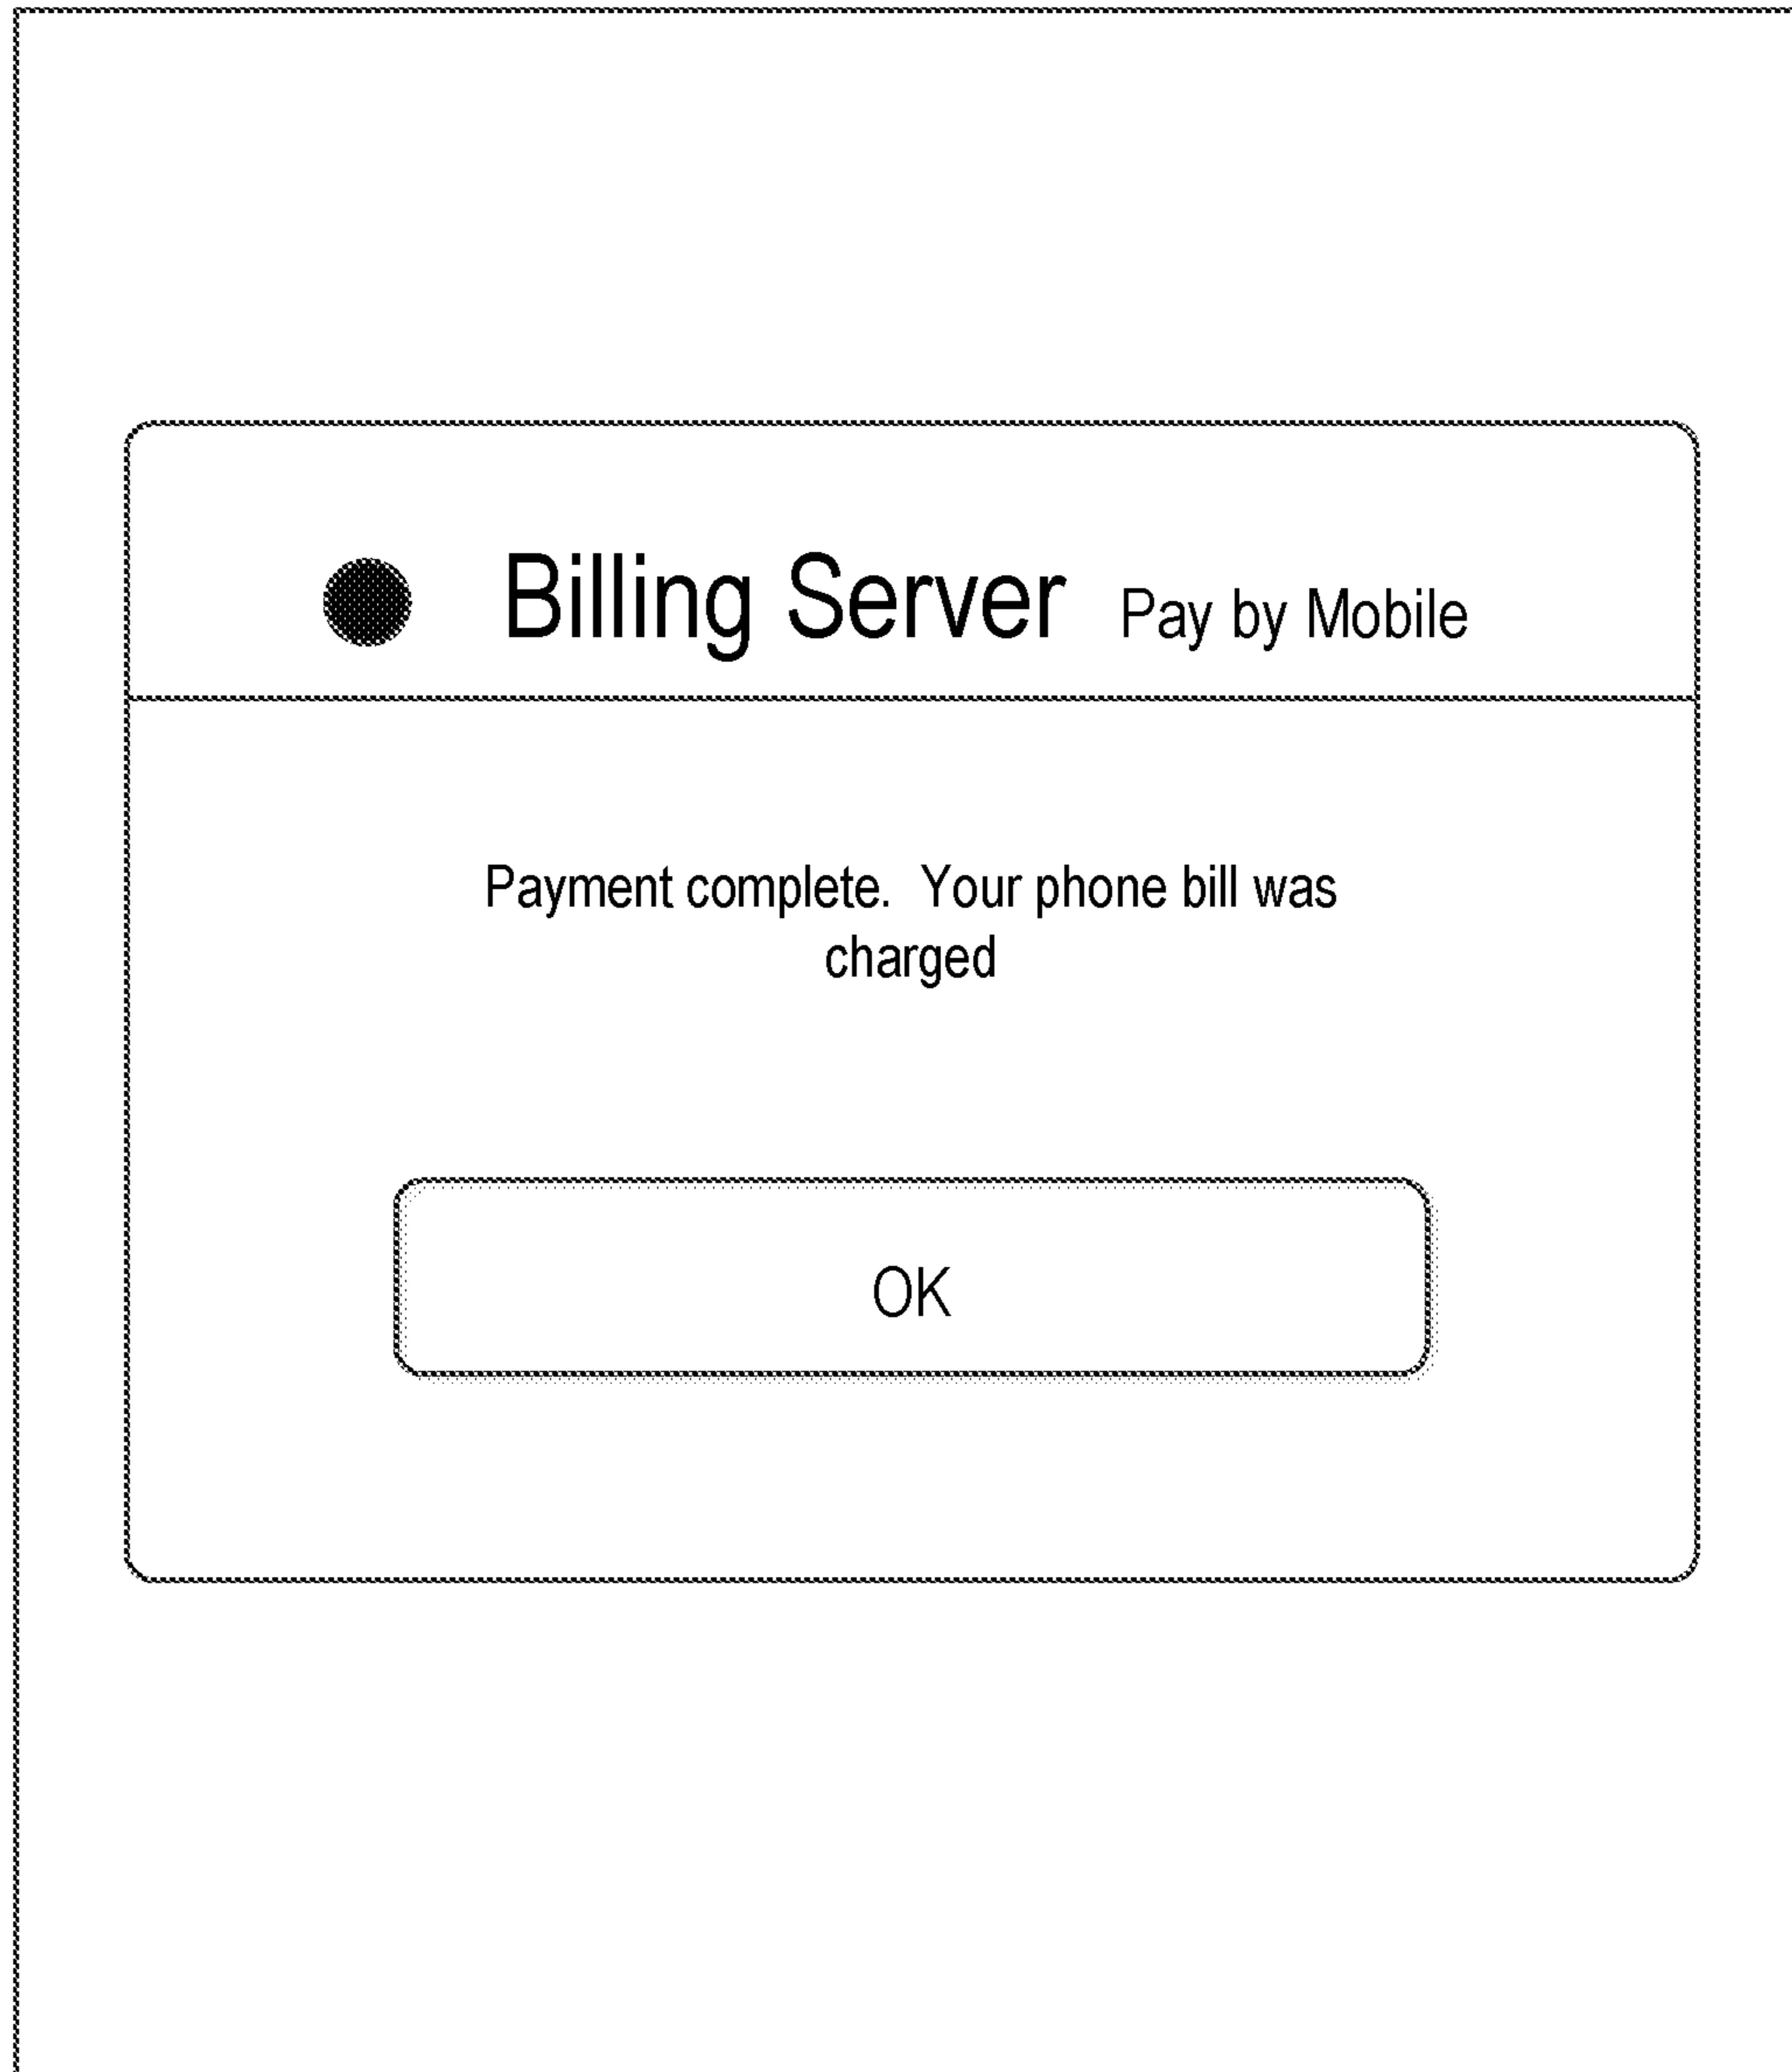 Billing Server Pay by Mobile
Payment complete.  Your phone bill was
charged
OK